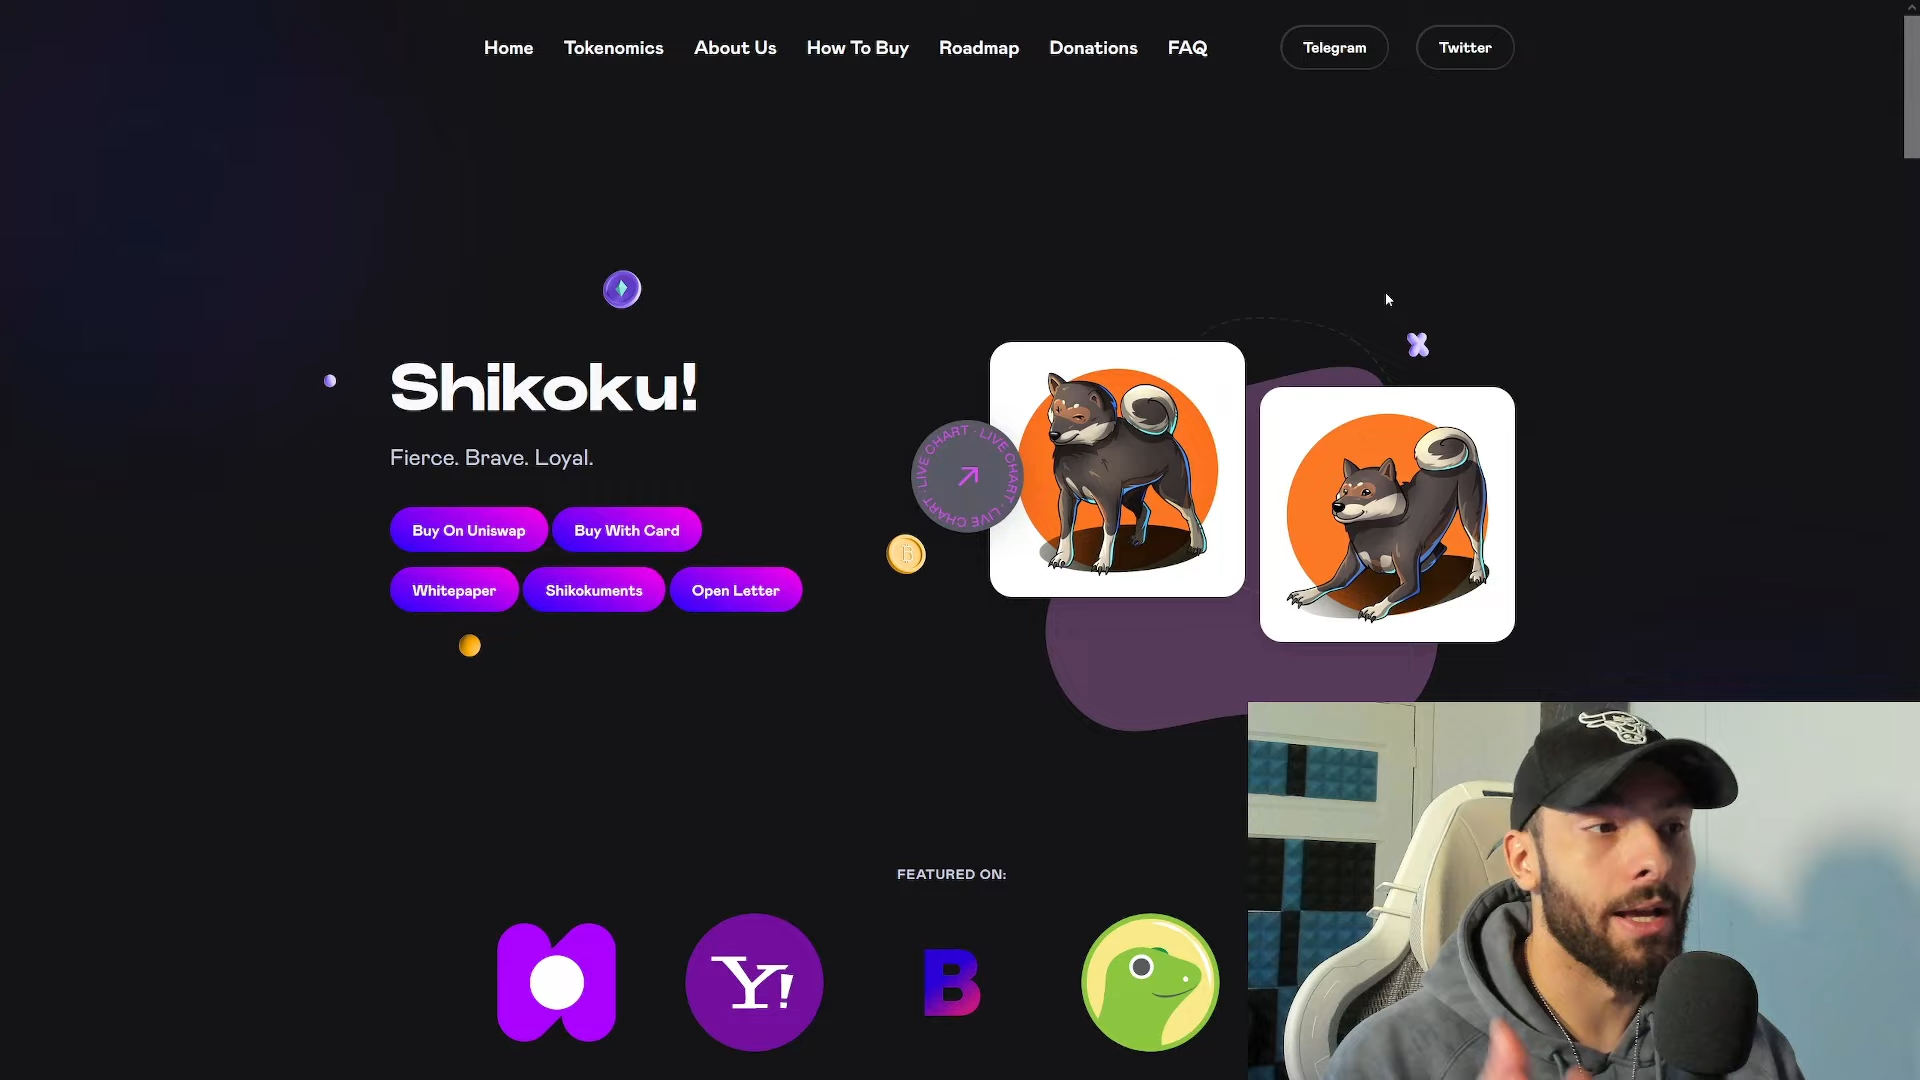 Home About Us How To Buy Roadmap Donations FAQ Telegram Twitter
Tokenomics
Shikoku!
Fierce. Brave. Loyal.
Buy On Uniswap Buy With Card
Whitepaper Shikokuments Open Letter
LIVE CHART · LIVE CHART · LIVE CHART ·
FEATURED ON:
Y!
B